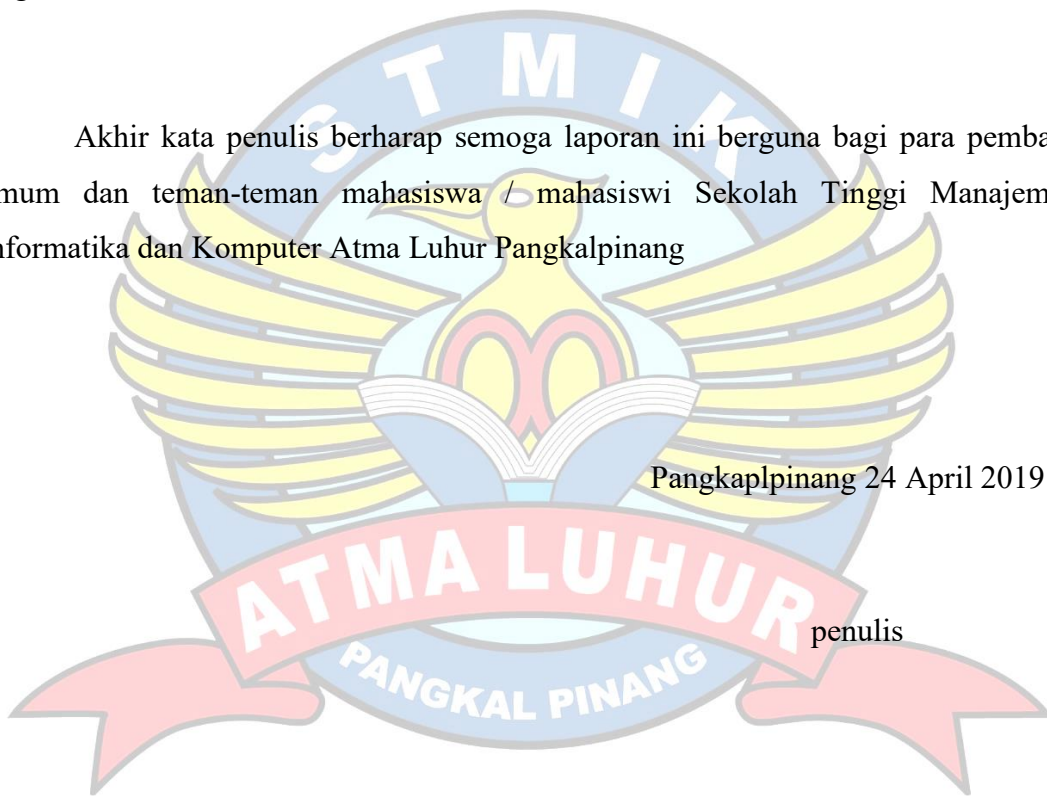 STMIK
Akhir kata penulis berharap semoga laporan ini berguna bagi para pemba
mum dan teman-teman mahasiswa / mahasiswi Sekolah Tinggi Manajem
nformatika dan Komputer Atma Luhur Pangkalpinang
Pangkaplpinang 24 April 2019
ATMA LUHUR
penulis
PANGKAL PINANG